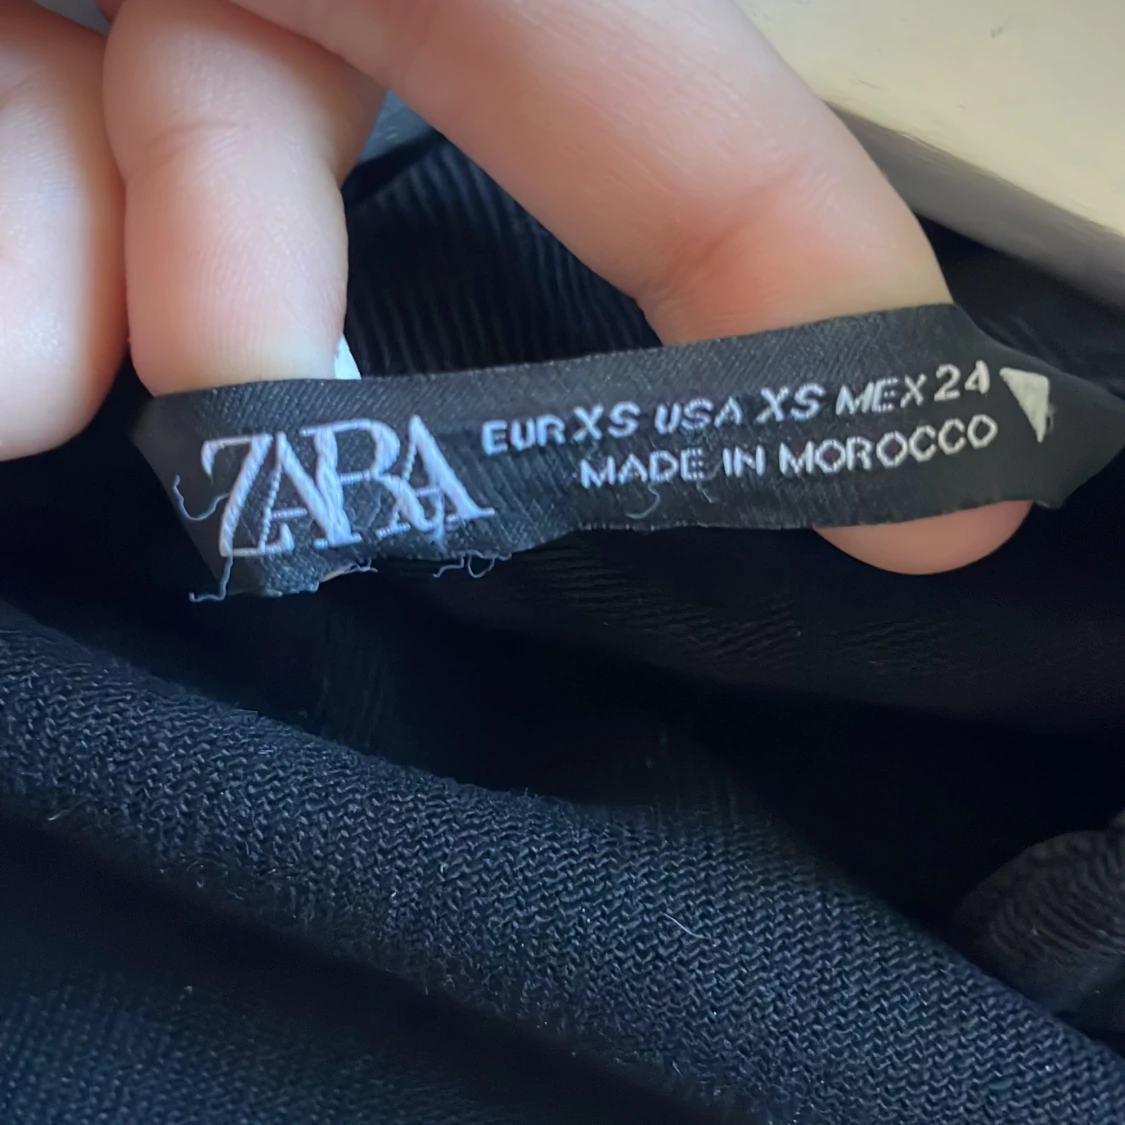 ZARA
EUR XS USA XS MEX 24
MADE IN MOROCCO